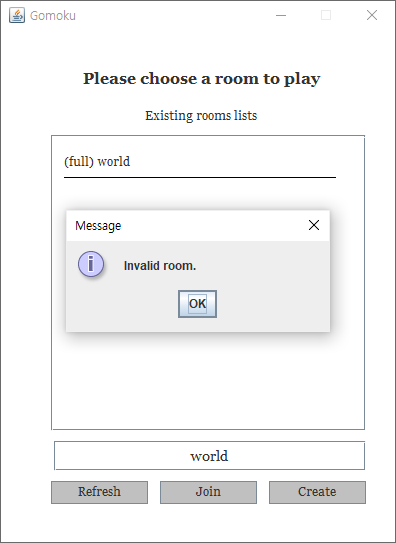 Gomoku
Please choose a room to play
Existing rooms lists
(full) world
Message
Invalid room.
OK
world
Refresh Join Create